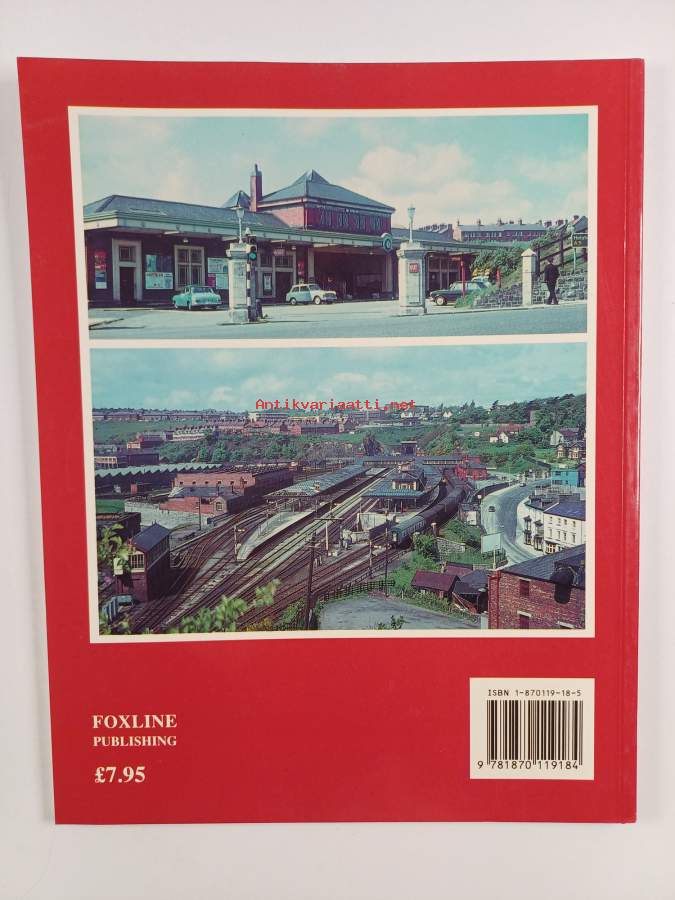 Antikvariaatti.net
ISBN 1-870119-18-5
9 781870 119184
FOXLINE
PUBLISHING
£7.95